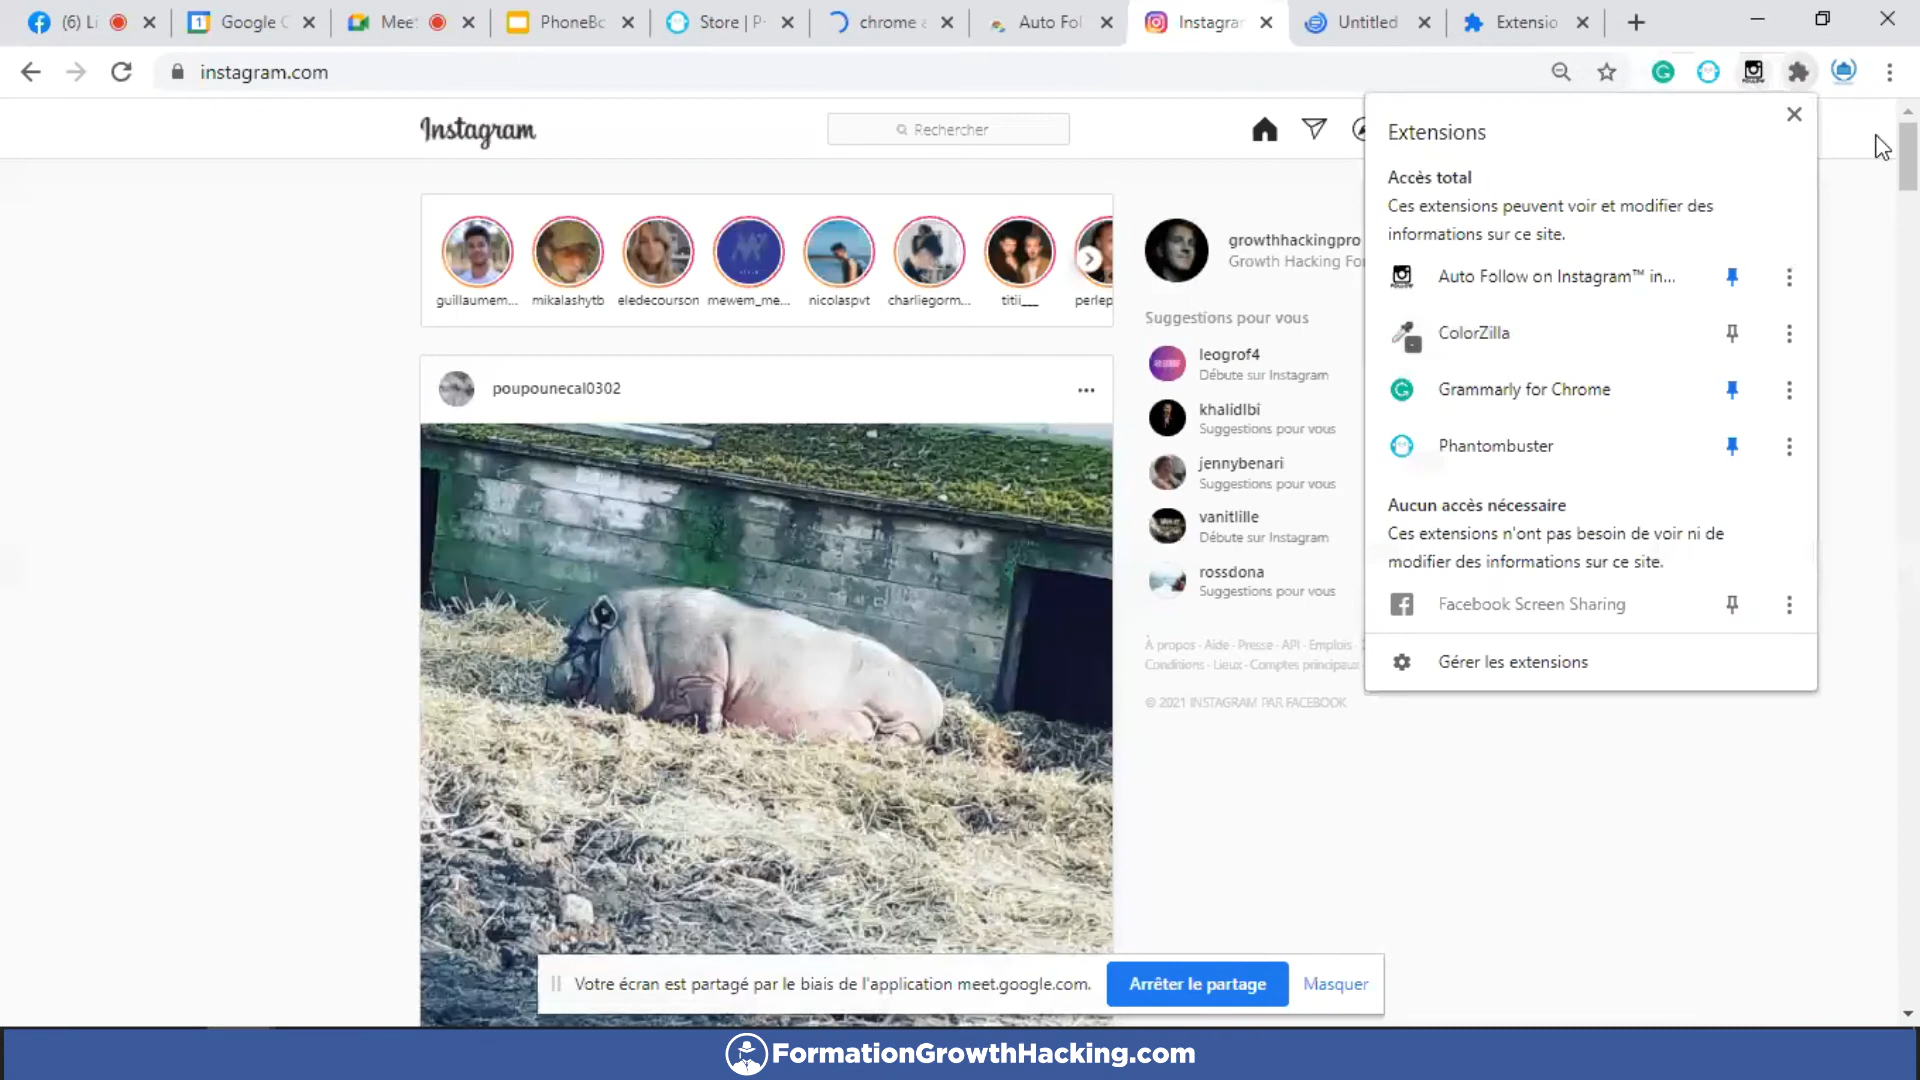 (6) Li
Google C
Meet
PhoneBo
Store | P
chrome
Auto Fol
Instagram
Untitled
Extensio
instagram.com
Instagram
Rechercher
guillaumem...
mikalashytb
eledecourson
mewem_me...
nicolaspvt
charliegorm...
titii___
perlep
poupounecal0302
growthhackingpro
Growth Hacking Fo
Suggestions pour vous
leogrof4
Débute sur Instagram
khalidlbi
Suggestions pour vous
jennybenari
Suggestions pour vous
vanitlille
Débute sur Instagram
rossdona
Suggestions pour vous
À propos · Aide · Presse · API · Emplois ·
Conditions · Lieux · Comptes principaux
© 2021 INSTAGRAM PAR FACEBOOK
Extensions
Accès total
Ces extensions peuvent voir et modifier des
informations sur ce site.
FOLLOW
Auto Follow on Instagram™ in...
ColorZilla
Grammarly for Chrome
Phantombuster
Aucun accès nécessaire
Ces extensions n'ont pas besoin de voir ni de
modifier des informations sur ce site.
Facebook Screen Sharing
Gérer les extensions
Votre écran est partagé par le biais de l'application meet.google.com.
Arrêter le partage
Masquer
FormationGrowthHacking.com